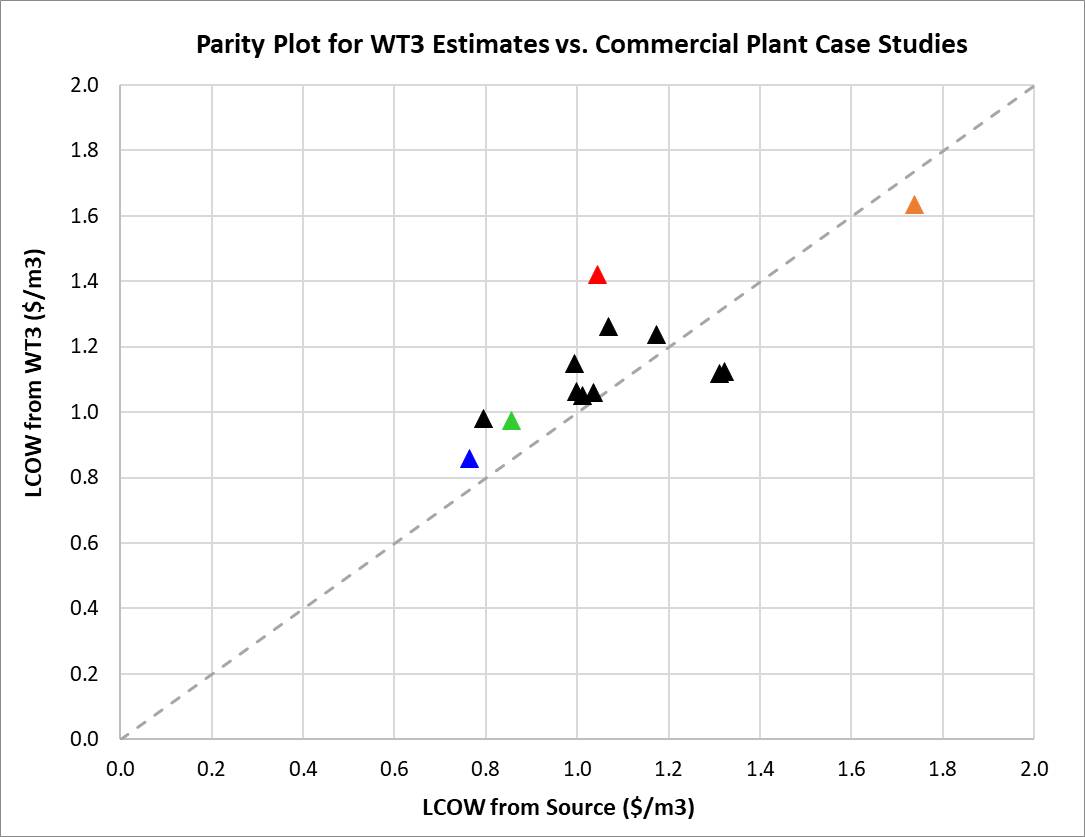 Parity Plot for WT3 Estimates vs. Commercial Plant Case Studies
2.0
1.8
1.6
1.4
1.2
1.0
0.8
0.6
0.4
0.2
0.0
LCOW from WT3 ($/m3)
0.0 0.2 0.4 0.6 0.8 1.0 1.2 1.4 1.6 1.8 2.0
LCOW from Source ($/m3)